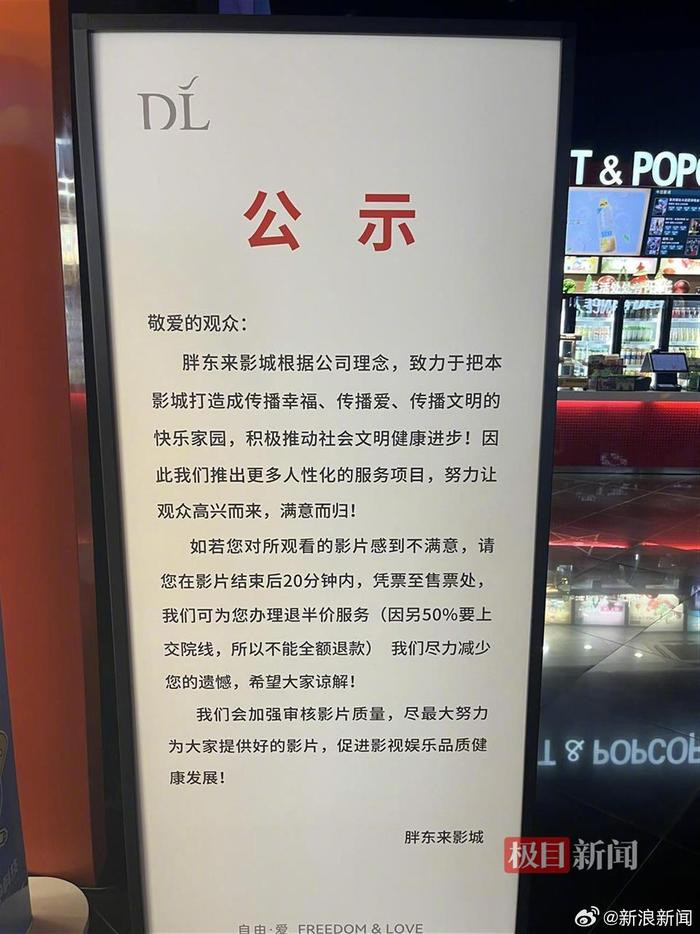 DL
公示
敬爱的观众：
胖东来影城根据公司理念，致力于把本
影城打造成传播幸福、传播爱、传播文明的
快乐家园，积极推动社会文明健康进步！因
此我们推出更多人性化的服务项目，努力让
观众高兴而来，满意而归！
如若您对所观看的影片感到不满意，请
您在影片结束后20分钟内，凭票至售票处，
我们可为您办理退半价服务（因另50%要上
交院线，所以不能全额退款） 我们尽力减少
您的遗憾，希望大家谅解！
我们会加强审核影片质量，尽最大努力
为大家提供好的影片，促进影视娱乐品质健
康发展！
胖东来影城
自由·爱 FREEDOM & LOVE
T & POPC
极目新闻
@新浪新闻